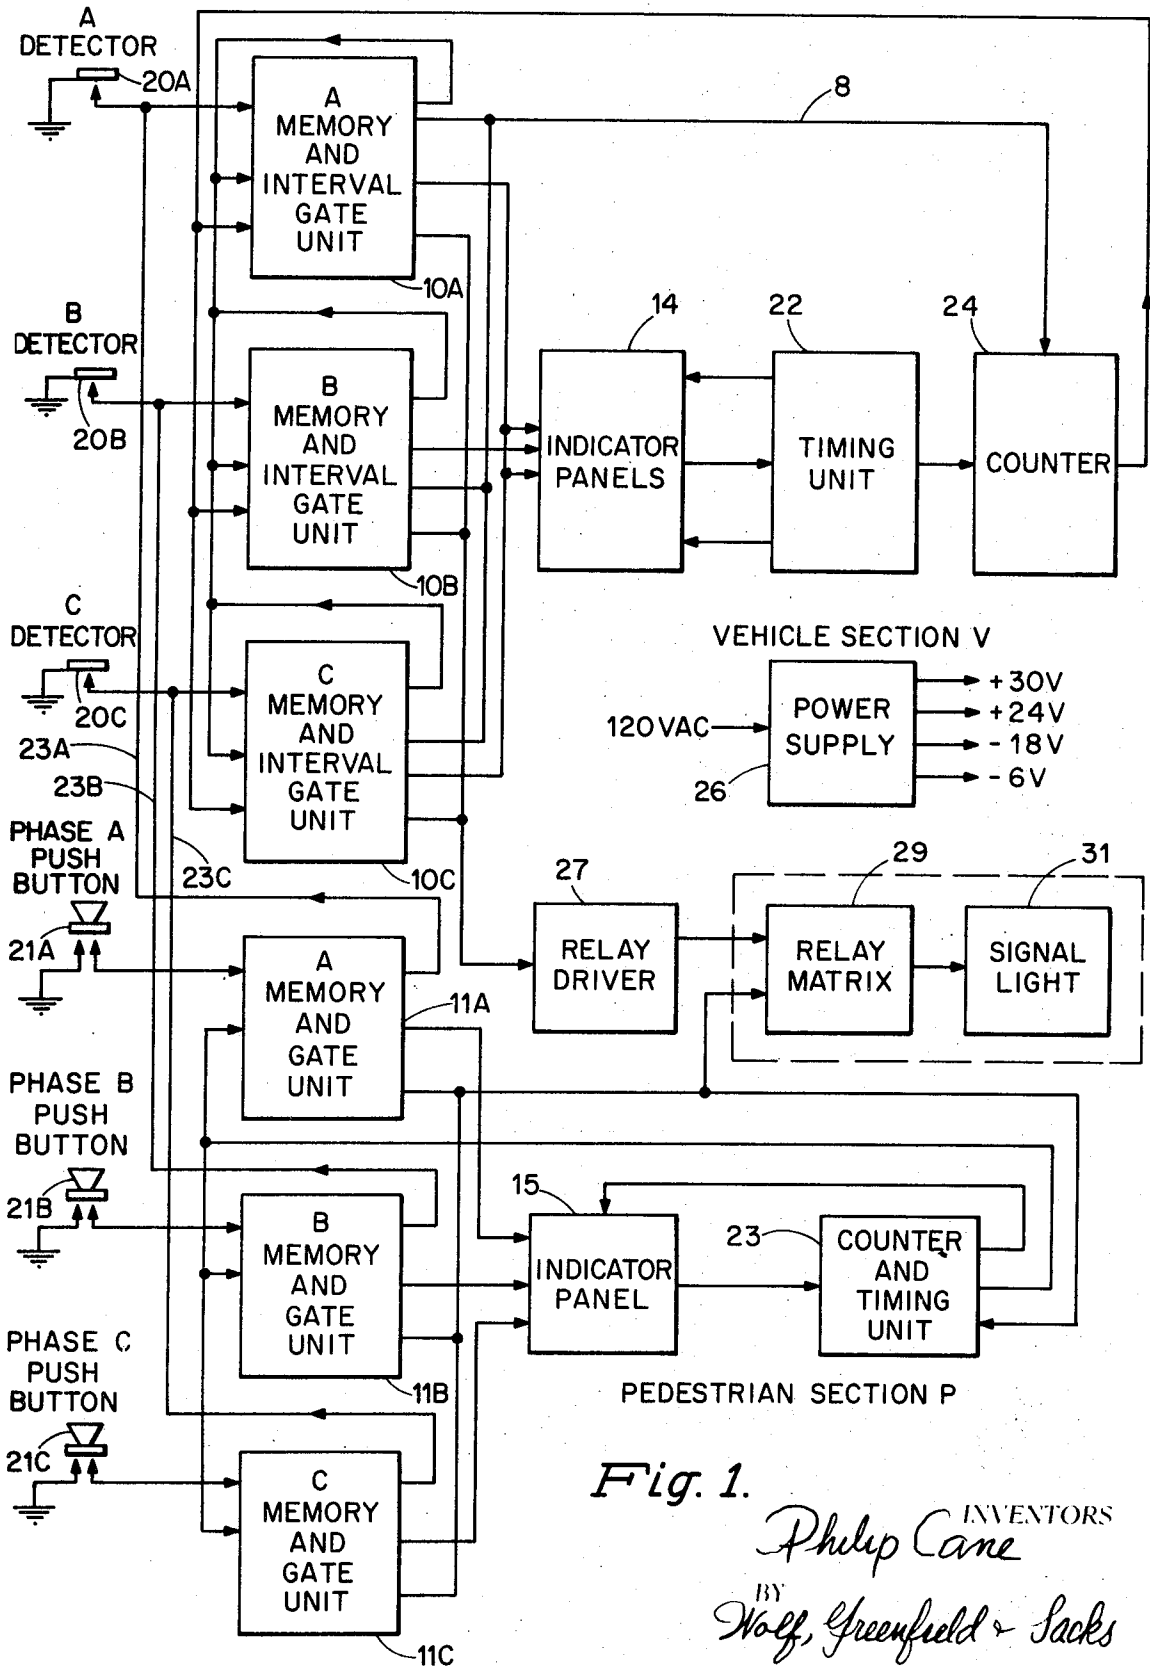 A
DETECTOR
20A
A
MEMORY
AND
INTERVAL
GATE
UNIT
10A
8
B
DETECTOR
20B
B
MEMORY
AND
INTERVAL
GATE
UNIT
10B
14
INDICATOR
PANELS
22
TIMING
UNIT
24
COUNTER
C
DETECTOR
20C
C
MEMORY
AND
INTERVAL
GATE
UNIT
10C
VEHICLE SECTION V
120 VAC
POWER
SUPPLY
26
+30V
+24V
-18V
-6V
23A
23B
23C
PHASE A
PUSH
BUTTON
21A
A
MEMORY
AND
GATE
UNIT
11A
27
RELAY
DRIVER
29
RELAY
MATRIX
31
SIGNAL
LIGHT
PHASE B
PUSH
BUTTON
21B
B
MEMORY
AND
GATE
UNIT
11B
15
INDICATOR
PANEL
23
COUNTER
AND
TIMING
UNIT
PHASE C
PUSH
BUTTON
21C
C
MEMORY
AND
GATE
UNIT
11C
PEDESTRIAN SECTION P
Fig. 1.
INVENTORS
Philip Cane
BY
Wolf, Greenfield & Sacks